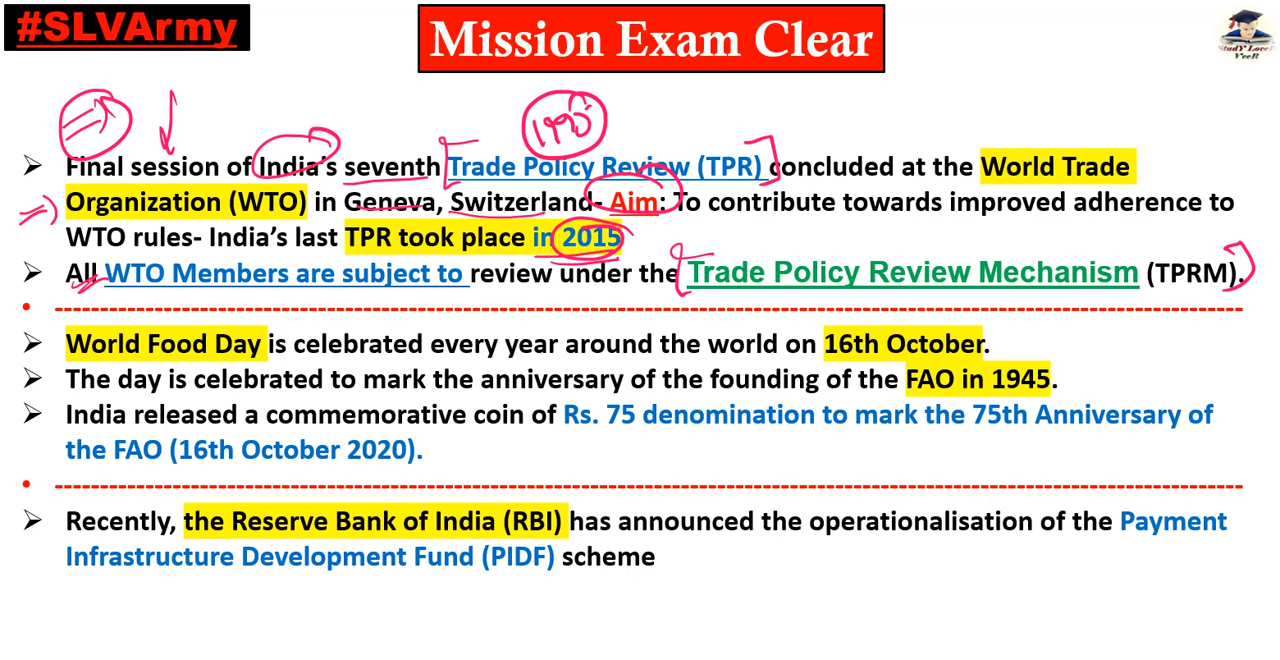 #SLVArmy
Mission Exam Clear
StudY LoveR
VeeR
1990
➢ Final session of India's seventh Trade Policy Review (TPR) concluded at the World Trade
Organization (WTO) in Geneva, Switzerland- Aim: To contribute towards improved adherence to
WTO rules- India's last TPR took place in 2015
➢ All WTO Members are subject to review under the Trade Policy Review Mechanism (TPRM).
• ----------------------------------------------------------------------------------------------------
➢ World Food Day is celebrated every year around the world on 16th October.
➢ The day is celebrated to mark the anniversary of the founding of the FAO in 1945.
➢ India released a commemorative coin of Rs. 75 denomination to mark the 75th Anniversary of
the FAO (16th October 2020).
• ----------------------------------------------------------------------------------------------------
➢ Recently, the Reserve Bank of India (RBI) has announced the operationalisation of the Payment
Infrastructure Development Fund (PIDF) scheme